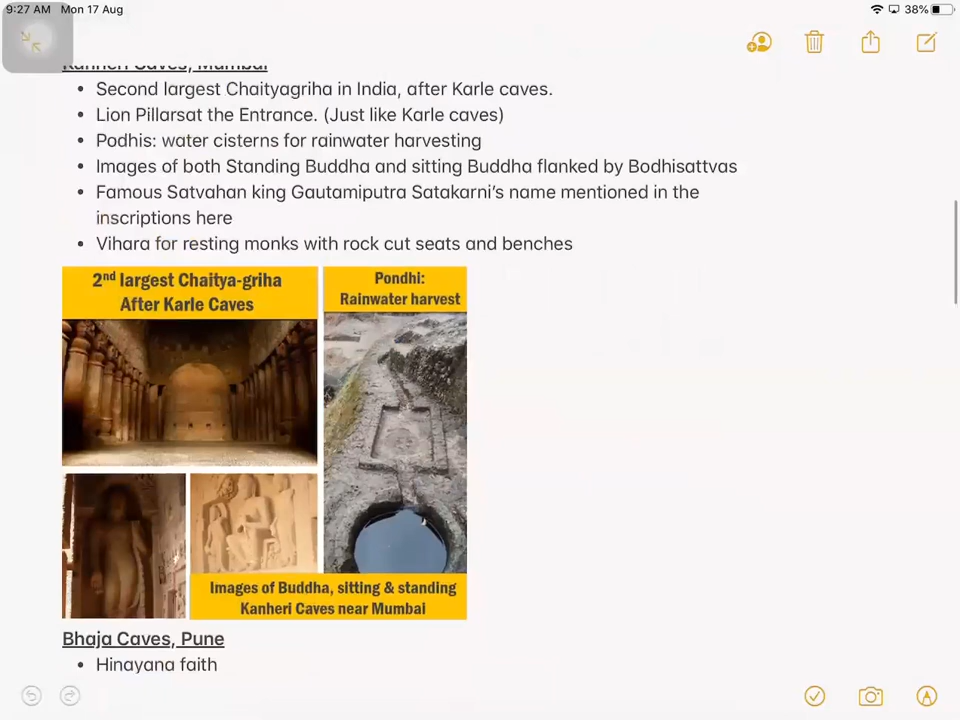 9:27 AM Mon 17 Aug
38%
Kanheri Caves, Mumbai
• Second largest Chaityagriha in India, after Karle caves.
• Lion Pillarsat the Entrance. (Just like Karle caves)
• Podhis: water cisterns for rainwater harvesting
• Images of both Standing Buddha and sitting Buddha flanked by Bodhisattvas
• Famous Satvahan king Gautamiputra Satakarni’s name mentioned in the
inscriptions here
• Vihara for resting monks with rock cut seats and benches
2nd largest Chaitya-griha
After Karle Caves
Pondhi:
Rainwater harvest
Images of Buddha, sitting & standing
Kanheri Caves near Mumbai
Bhaja Caves, Pune
• Hinayana faith